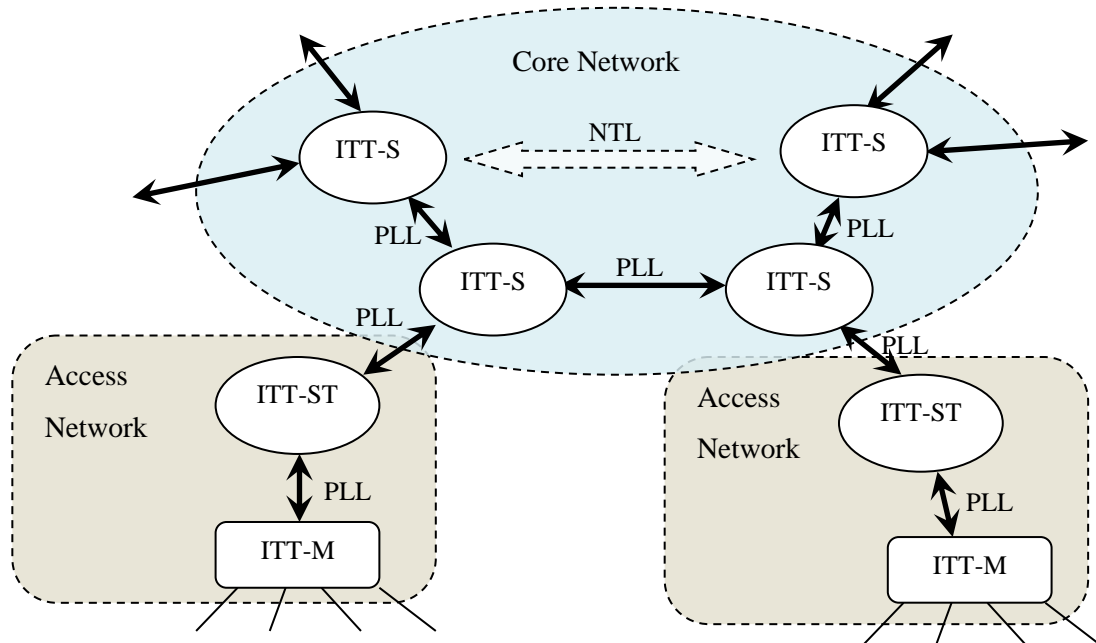 Core Network
ITT-S
NTL
ITT-S
PLL
PLL
ITT-S
PLL
ITT-S
PLL
PLL
Access
Network
ITT-ST
Access
Network
ITT-ST
PLL
PLL
ITT-M
ITT-M